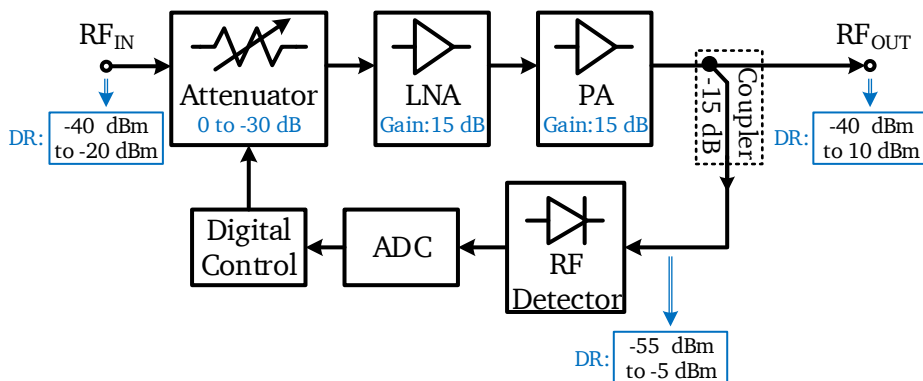 RF_IN
Attenuator
0 to -30 dB
LNA
Gain:15 dB
PA
Gain:15 dB
Coupler
-15 dB
RF_OUT
DR:
-40 dBm
to -20 dBm
DR:
-40 dBm
to 10 dBm
Digital
Control
ADC
RF
Detector
DR:
-55 dBm
to -5 dBm